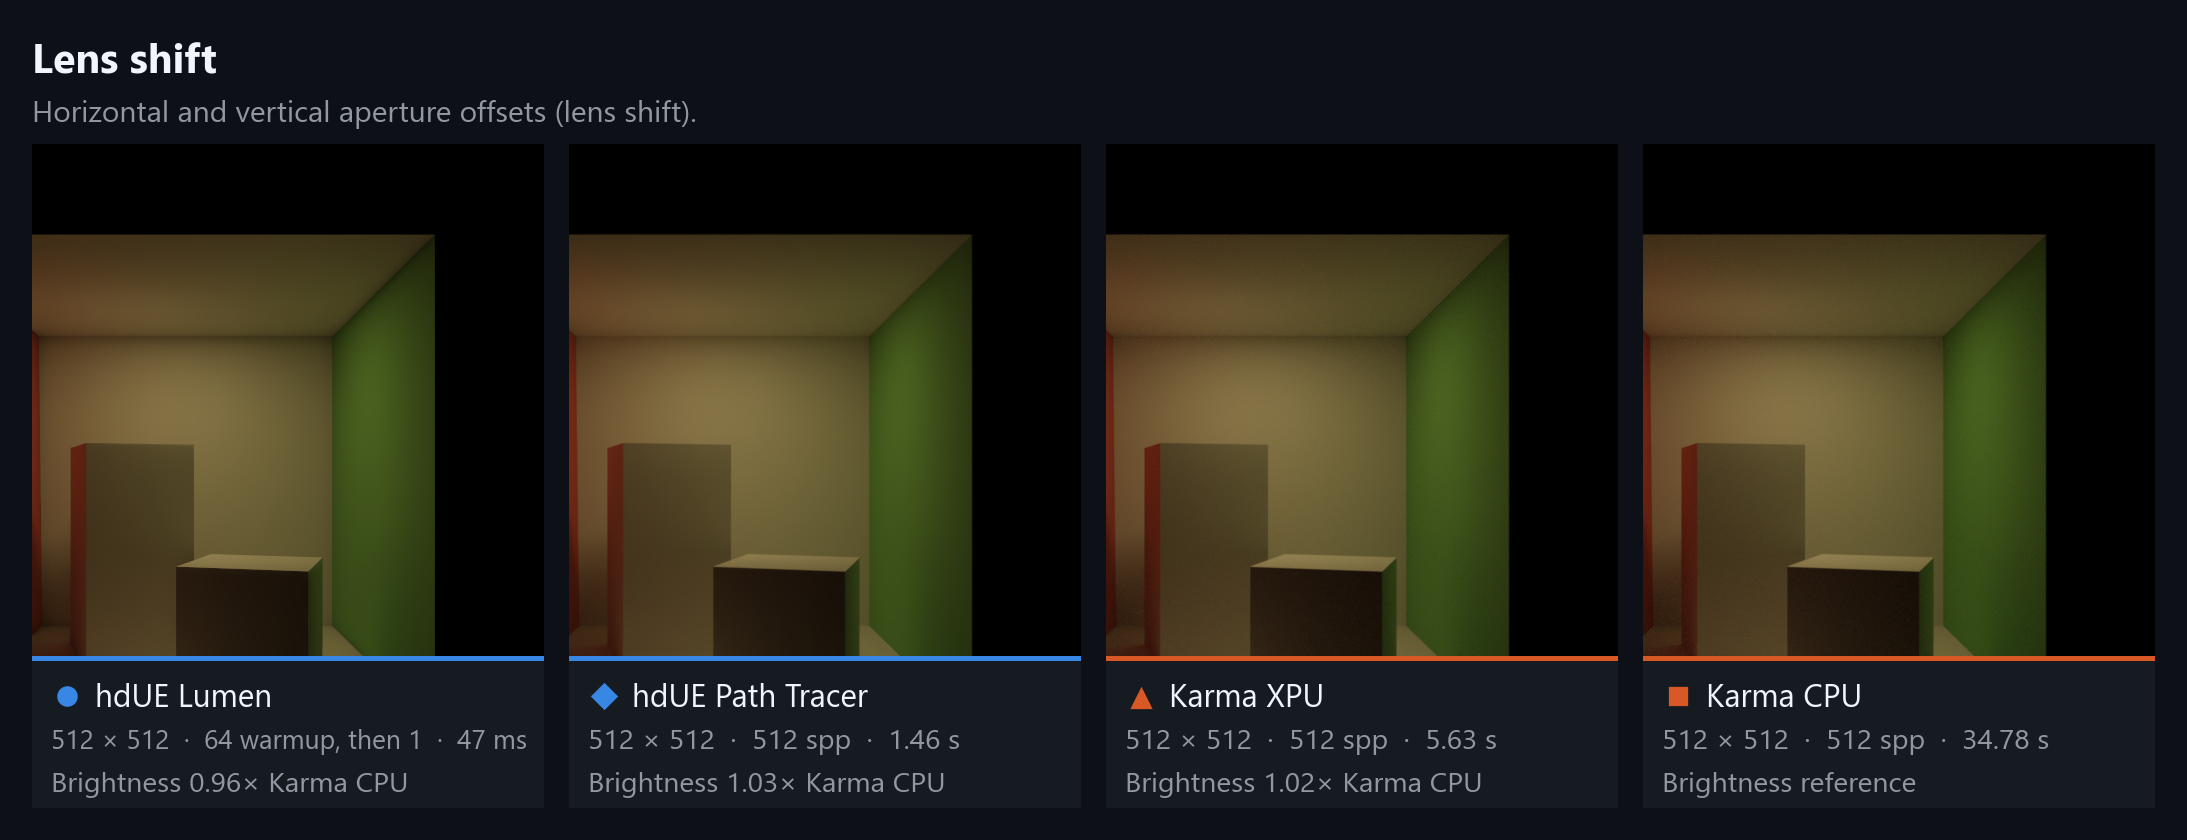 Lens shift
Horizontal and vertical aperture offsets (lens shift).
hdUE Lumen
512 × 512 · 64 warmup, then 1 · 47 ms
Brightness 0.96× Karma CPU
hdUE Path Tracer
512 × 512 · 512 spp · 1.46 s
Brightness 1.03× Karma CPU
Karma XPU
512 × 512 · 512 spp · 5.63 s
Brightness 1.02× Karma CPU
Karma CPU
512 × 512 · 512 spp · 34.78 s
Brightness reference